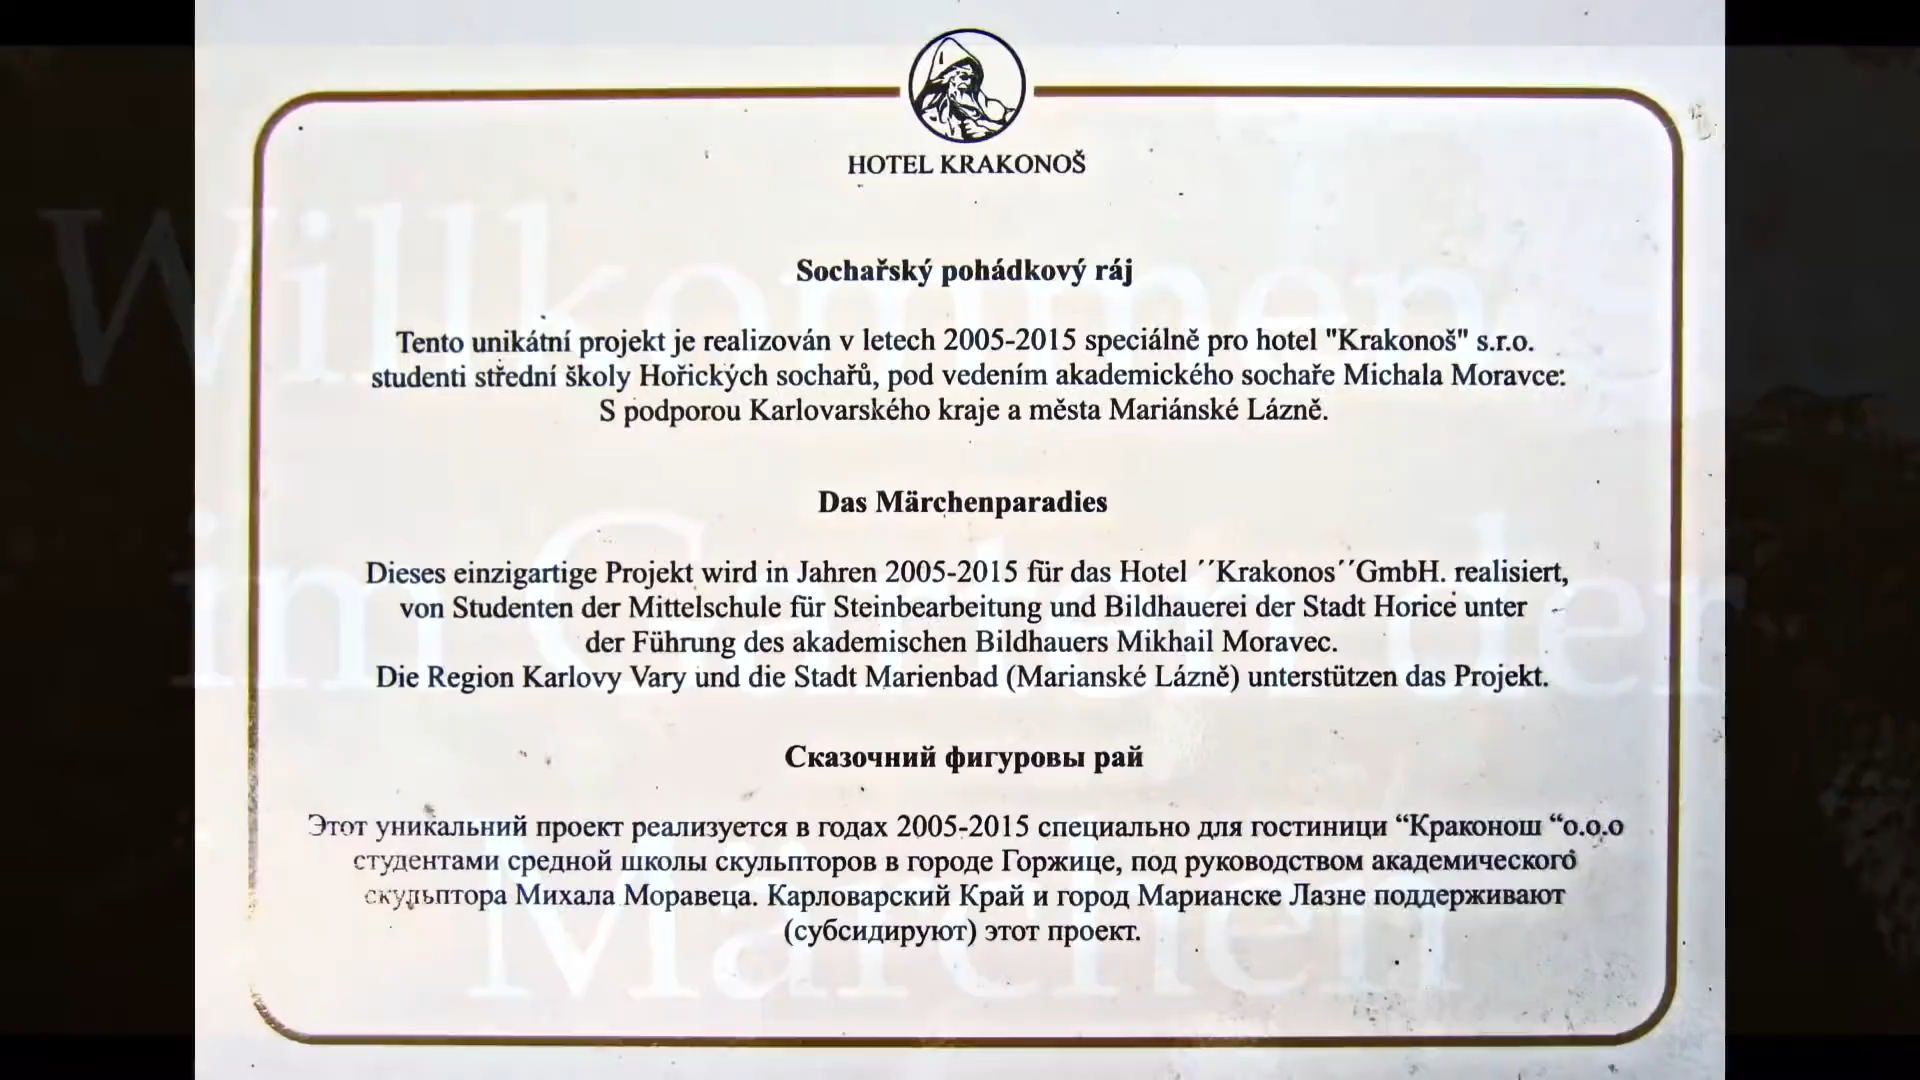 HOTEL KRAKONOŠ
Sochařský pohádkový ráj
Tento unikátní projekt je realizován v letech 2005-2015 speciálně pro hotel "Krakonoš" s.r.o.
studenti střední školy Hořických sochařů, pod vedením akademického sochaře Michala Moravce:
S podporou Karlovarského kraje a města Mariánské Lázně.
Das Märchenparadies
Dieses einzigartige Projekt wird in Jahren 2005-2015 für das Hotel ´´Krakonos´´GmbH. realisiert,
von Studenten der Mittelschule für Steinbearbeitung und Bildhauerei der Stadt Horice unter
der Führung des akademischen Bildhauers Mikhail Moravec.
Die Region Karlovy Vary und die Stadt Marienbad (Marianské Lázně) unterstützen das Projekt.
Сказочний фигуровы рай
Этот уникальний проект реализуется в годах 2005-2015 специально для гостиници “Краконош “о.о.о
студентами средной школы скульпторов в городе Горжице, под руководством академического
скульптора Михала Моравеца. Карловарский Край и город Марианске Лазне поддерживают
(субсидируют) этот проект.
Willkommen
im Garten der
Märchen